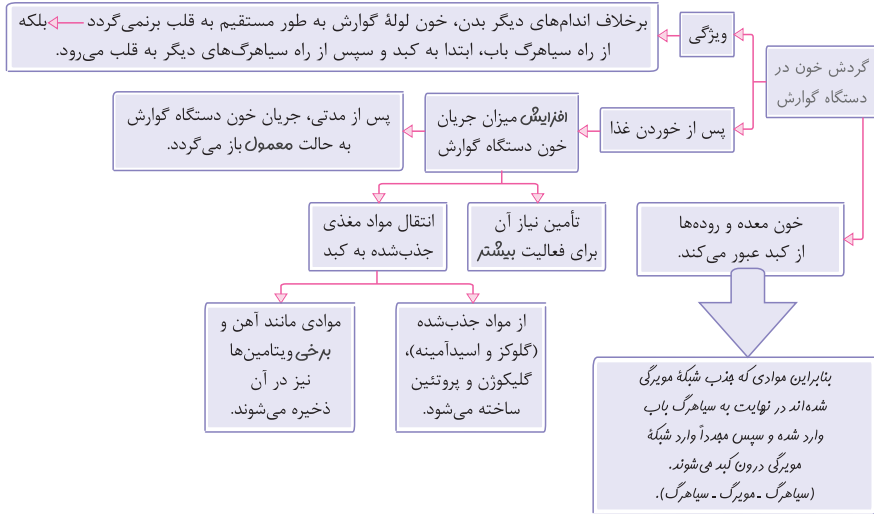 گردش خون در
دستگاه گوارش
ویژگی
برخلاف اندام‌های دیگر بدن، خون لولهٔ گوارش به طور مستقیم به قلب برنمی‌گردد بلکه
از راه سیاهرگ باب، ابتدا به کبد و سپس از راه سیاهرگ‌های دیگر به قلب می‌رود.
پس از خوردن غذا
افزایش میزان جریان
خون دستگاه گوارش
پس از مدتی، جریان خون دستگاه گوارش
به حالت معمول باز می‌گردد.
تأمین نیاز آن
برای فعالیت بیشتر
انتقال مواد مغذی
جذب‌شده به کبد
از مواد جذب‌شده
(گلوکز و اسیدآمینه)،
گلیکوژن و پروتئین
ساخته می‌شود.
موادی مانند آهن و
برخی ویتامین‌ها
نیز در آن
ذخیره می‌شوند.
خون معده و روده‌ها
از کبد عبور می‌کند.
بنابراین موادی که جذب شبکهٔ مویرگی
شده‌اند در نهایت به سیاهرگ باب
وارد شده و سپس مجدداً وارد شبکهٔ
مویرگی درون کبد می‌شوند.
(سیاهرگ ـ مویرگ ـ سیاهرگ).